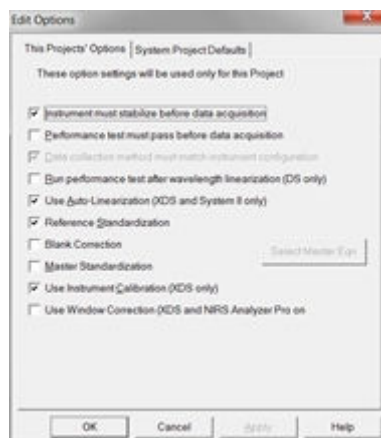 Edit Options
This Projects' Options
System Project Defaults
These option settings will be used only for this Project
Instrument must stabilize before data acquisition
Performance test must pass before data acquisition
Data collection method must match instrument configuration
Run performance test after wavelength linearization (DS only)
Use Auto-Linearization (XDS and System II only)
Reference Standardization
Blank Correction
Select Master Eqn
Master Standardization
Use Instrument Calibration (XDS only)
Use Window Correction (XDS and NIRS Analyzer Pro on
OK
Cancel
Apply
Help